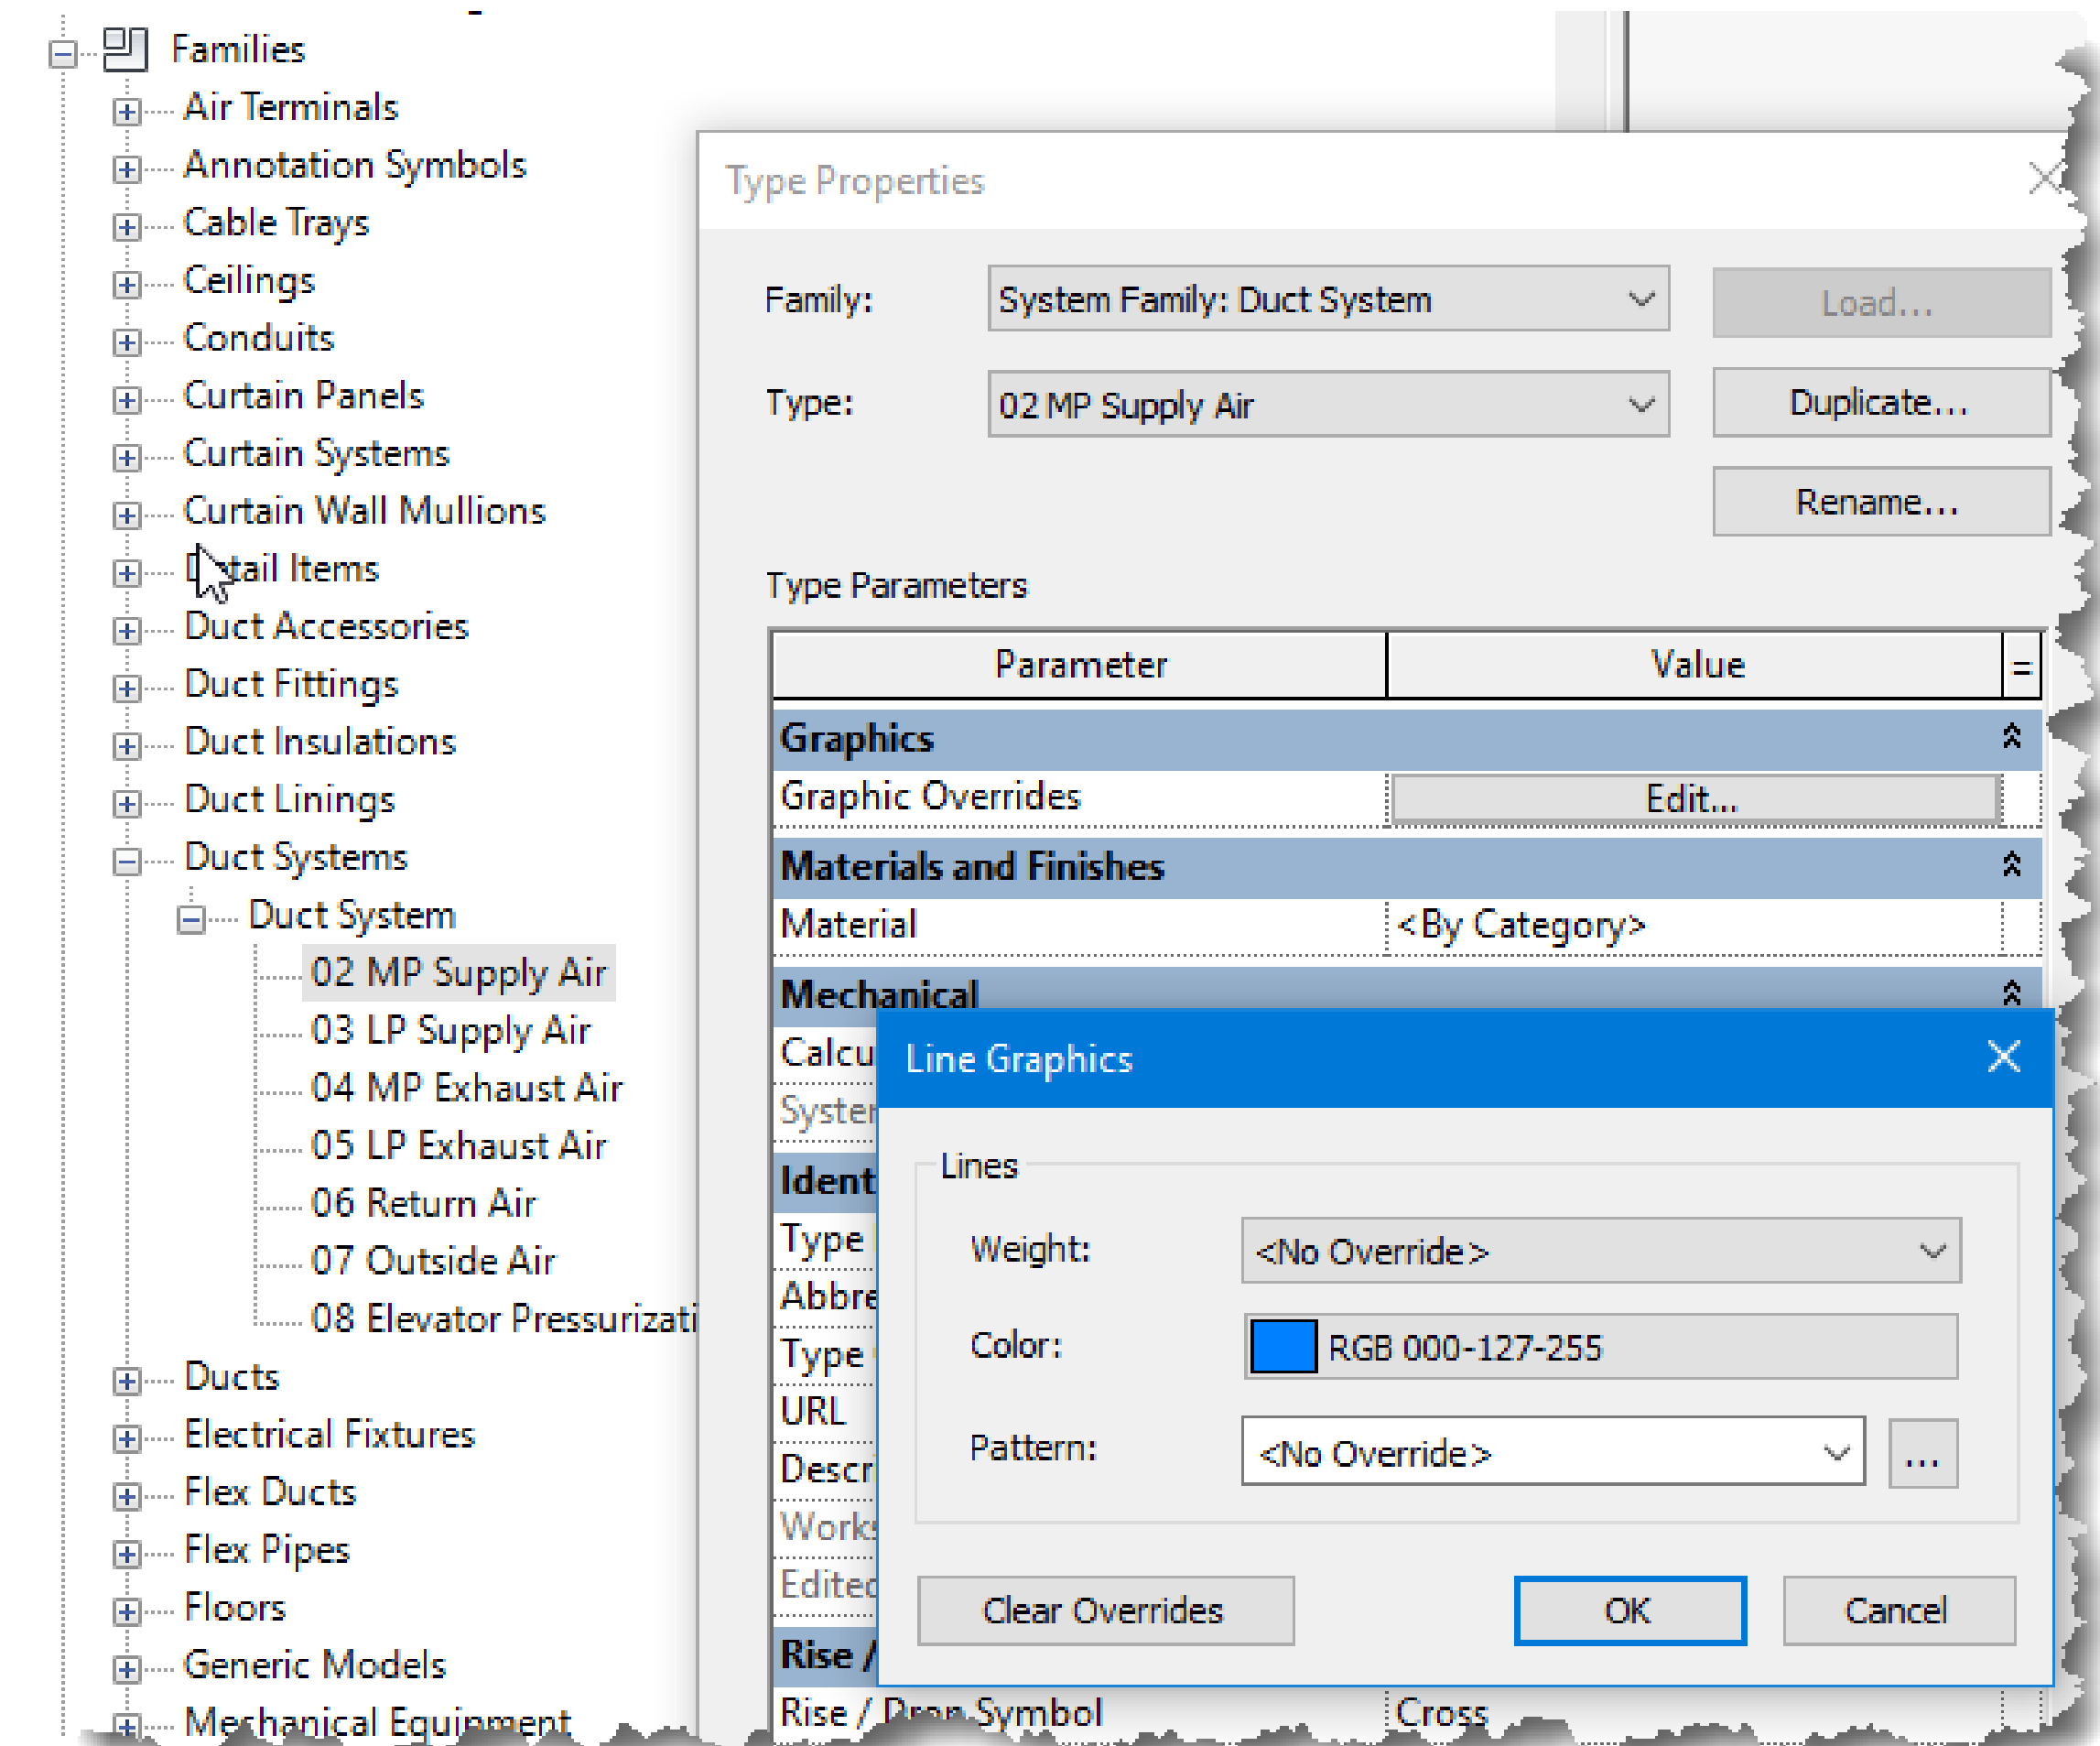 Families
Air Terminals
Annotation Symbols
Cable Trays
Ceilings
Conduits
Curtain Panels
Curtain Systems
Curtain Wall Mullions
Detail Items
Duct Accessories
Duct Fittings
Duct Insulations
Duct Linings
Duct Systems
Duct System
02 MP Supply Air
03 LP Supply Air
04 MP Exhaust Air
05 LP Exhaust Air
06 Return Air
07 Outside Air
08 Elevator Pressurizati
Ducts
Electrical Fixtures
Flex Ducts
Flex Pipes
Floors
Generic Models
Mechanical Equipment
Type Properties
Family: System Family: Duct System Load...
Type: 02 MP Supply Air Duplicate...
Rename...
Type Parameters
Parameter Value =
Graphics
Graphic Overrides Edit...
Materials and Finishes
Material <By Category>
Mechanical
Calcu
System
Ident
Type
Abbre
Type
URL
Descri
Works
Edited
Rise /
Rise / Drop Symbol Cross
Line Graphics
Lines
Weight: <No Override>
Color: RGB 000-127-255
Pattern: <No Override> ...
Clear Overrides OK Cancel